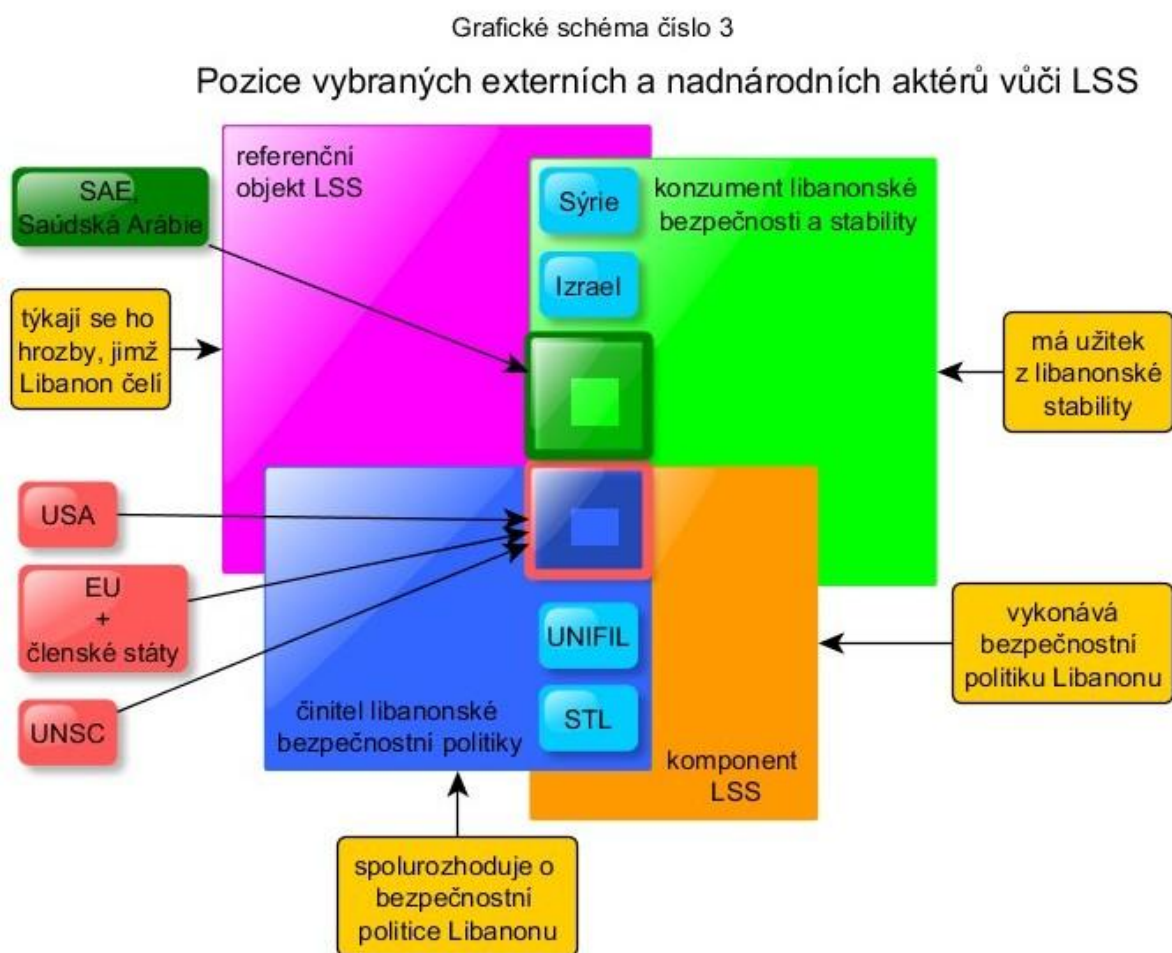 Grafické schéma číslo 3
Pozice vybraných externích a nadnárodních aktérů vůči LSS
referenční
objekt LSS
SAE,
Saúdská Arábie
Sýrie
konzument libanonské
bezpečnosti a stability
Izrael
týkají se ho
hrozby, jimž
Libanon čelí
má užitek
z libanonské
stability
USA
EU
+
členské státy
UNSC
UNIFIL
STL
činitel libanonské
bezpečnostní politiky
vykonává
bezpečnostní
politiku Libanonu
komponent
LSS
spolurozhoduje o
bezpečnostní
politice Libanonu